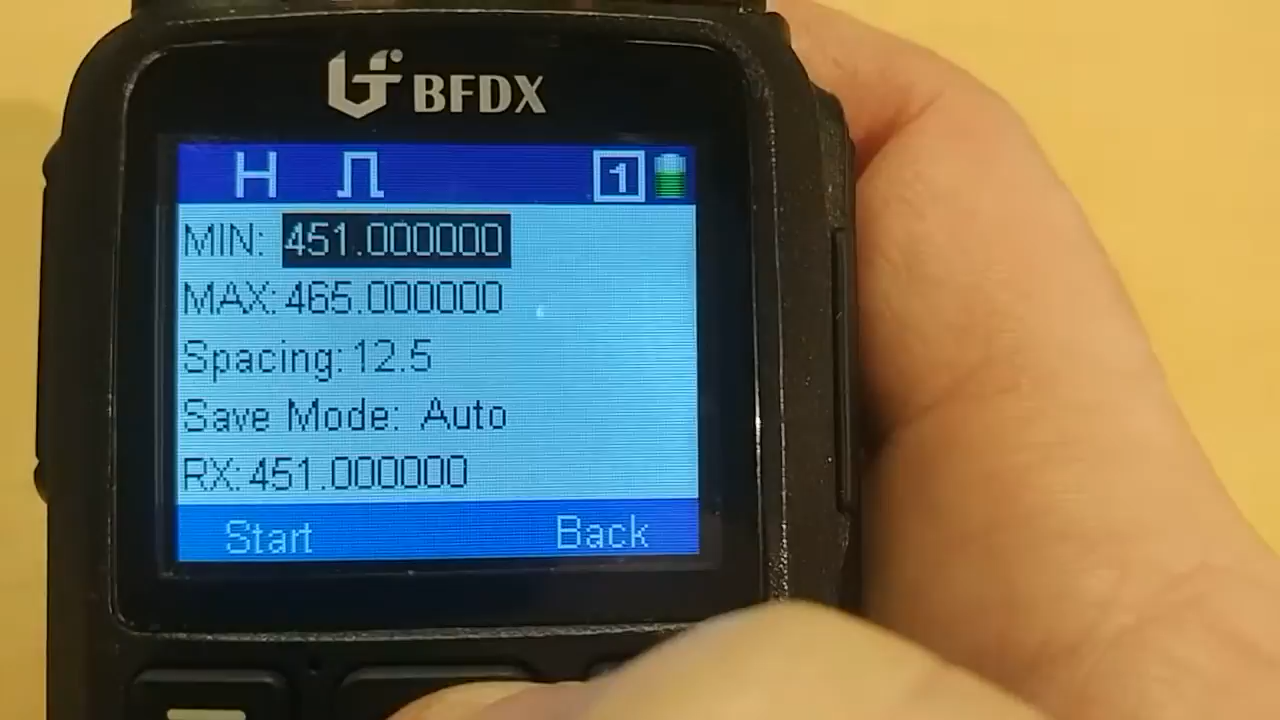 BFDX
H 1
MIN: 451.000000
MAX: 465.000000
Spacing: 12.5
Save Mode: Auto
RX: 451.000000
Start Back